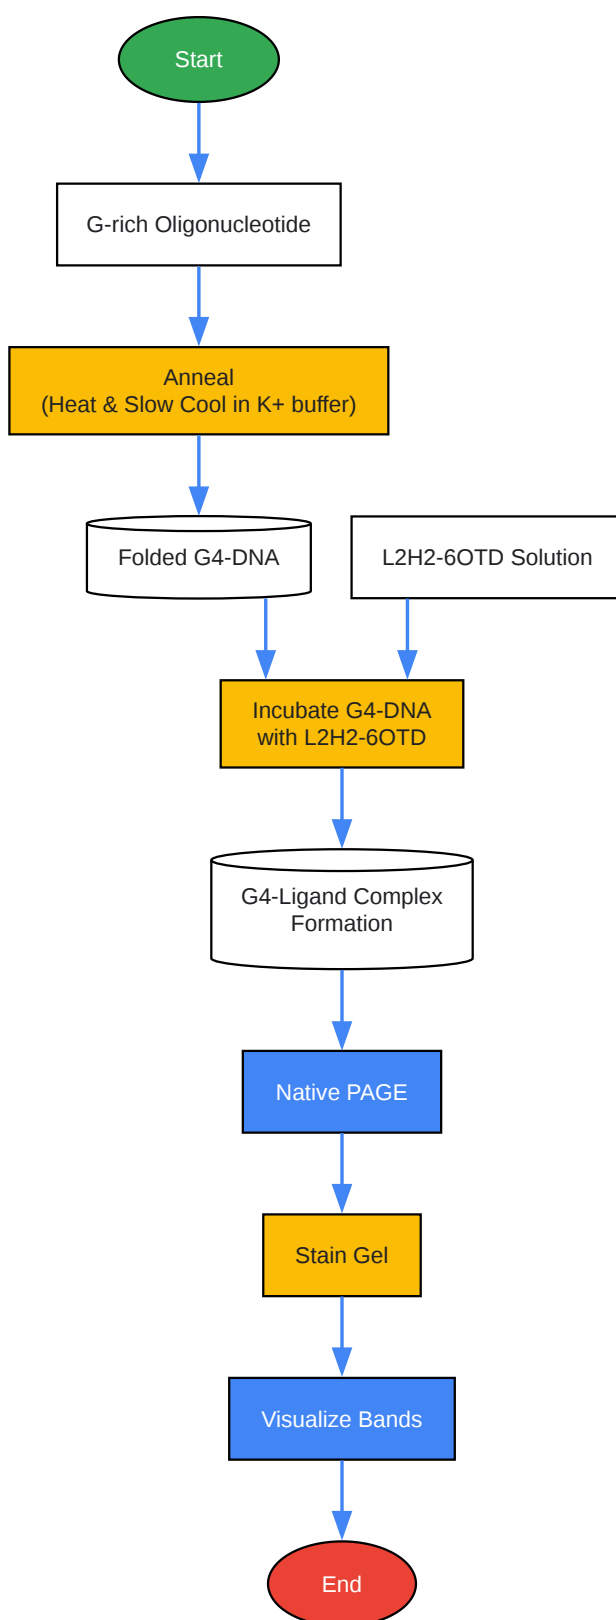 Start
G-rich Oligonucleotide
Anneal
(Heat & Slow Cool in K+ buffer)
Folded G4-DNA
L2H2-6OTD Solution
Incubate G4-DNA
with L2H2-6OTD
G4-Ligand Complex
Formation
Native PAGE
Stain Gel
Visualize Bands
End